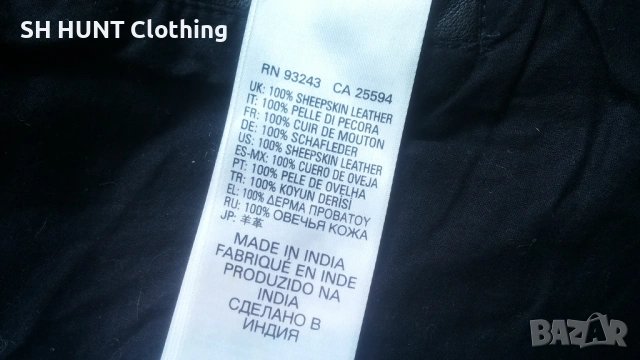 SH HUNT Clothing
RN 93243 CA 25594
UK: 100% SHEEPSKIN LEATHER
IT: 100% PELLE DI PECORA
FR: 100% CUIR DE MOUTON
DE: 100% SCHAFLEDER
US: 100% SHEEPSKIN LEATHER
ES-MX: 100% CUERO DE OVEJA
PT: 100% PELE DE OVELHA
TR: 100% KOYUN DERİSİ
EL: 100% ΔΕΡΜΑ ΠΡΟΒΑΤΟΥ
RU: 100% ОВЕЧЬЯ КОЖА
JP: 羊革
MADE IN INDIA
FABRIQUÉ EN INDE
PRODUZIDO NA
INDIA
СДЕЛАНО В
ИНДИЯ
BAZAR